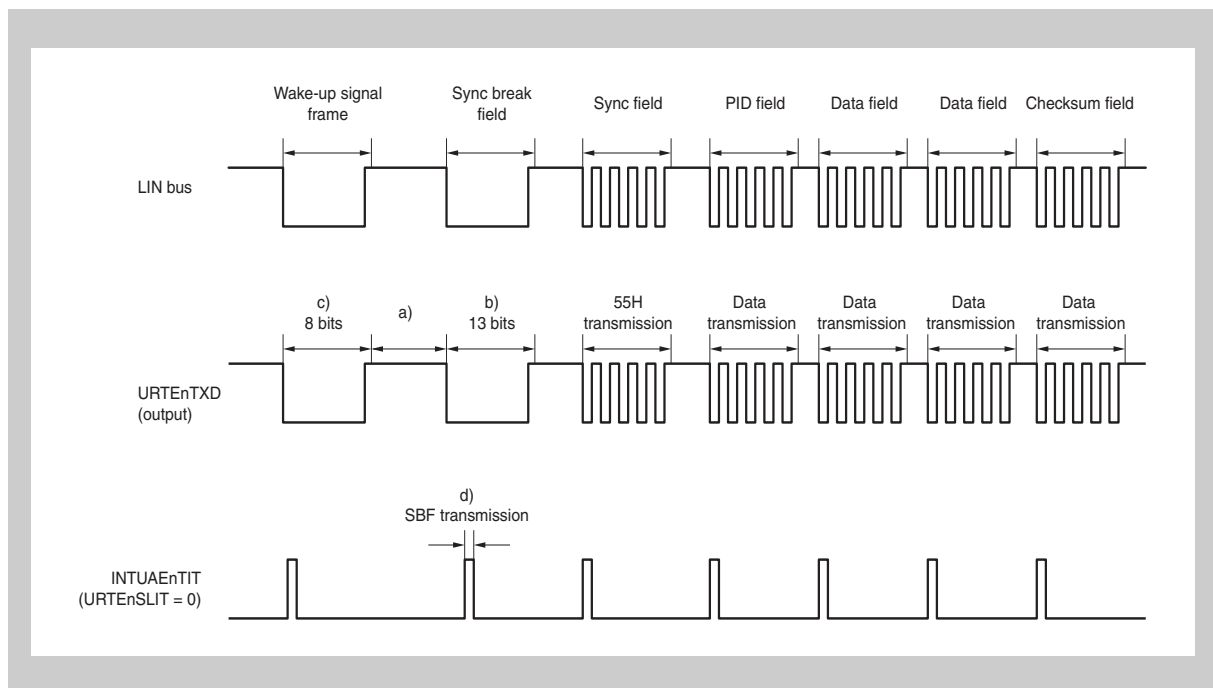 Wake-up signal
frame
Sync break
field
Sync field
PID field
Data field
Data field
Checksum field
LIN bus
c)
8 bits
a)
b)
13 bits
55H
transmission
Data
transmission
Data
transmission
Data
transmission
Data
transmission
URTEnTXD
(output)
d)
SBF transmission
INTUAEnTIT
(URTEnSLIT = 0)